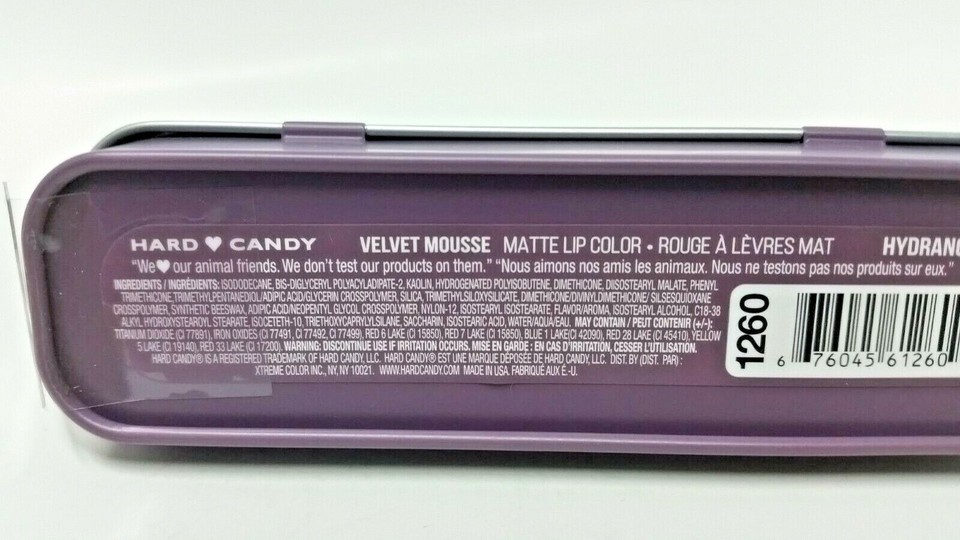 HARD ♥ CANDY VELVET MOUSSE MATTE LIP COLOR • ROUGE À LÈVRES MAT HYDRANG
"We♥ our animal friends. We don't test our products on them." "Nous aimons nos amis les animaux. Nous ne testons pas nos produits sur eux."
INGREDIENTS / INGRÉDIENTS: ISODODECANE, BIS-DIGLYCERYL POLYACYLADIPATE-2, KAOLIN, HYDROGENATED POLYISOBUTENE, DIMETHICONE, DIISOSTEARYL MALATE, PHENYL
TRIMETHICONE, TRIMETHYLPENTANEDIOL/ADIPIC ACID/GLYCERIN CROSSPOLYMER, SILICA, TRIMETHYLSILOXYSILICATE, DIMETHICONE/DIVINYLDIMETHICONE/ SILSESQUIOXANE
CROSSPOLYMER, SYNTHETIC BEESWAX, ADIPIC ACID/NEOPENTYL GLYCOL CROSSPOLYMER, NYLON-12, ISOSTEARYL ISOSTEARATE, FLAVOR/AROMA, ISOSTEARYL ALCOHOL, C18-38
ALKYL HYDROXYSTEAROYL STEARATE, ISOCETETH-10, TRIETHOXYCAPRYLYLSILANE, SACCHARIN, ISOSTEARIC ACID, WATER/AQUA/EAU. MAY CONTAIN / PEUT CONTENIR (+/-):
TITANIUM DIOXIDE (CI 77891), IRON OXIDES (CI 77491, CI 77492, CI 77499), RED 6 LAKE (CI 15850), RED 7 LAKE (CI 15850), BLUE 1 LAKE(CI 42090), RED 28 LAKE (CI 45410), YELLOW
5 LAKE (CI 19140), RED 33 LAKE (CI 17200). WARNING: DISCONTINUE USE IF IRRITATION OCCURS. MISE EN GARDE : EN CAS D'IRRITATION, CESSER L'UTILISATION.
HARD CANDY® IS A REGISTERED TRADEMARK OF HARD CANDY, LLC. HARD CANDY® EST UNE MARQUE DÉPOSÉE DE HARD CANDY, LLC. DIST. BY (DIST. PAR) :
XTREME COLOR INC., NY, NY 10021. WWW.HARDCANDY.COM MADE IN USA. FABRIQUÉ AUX É.-U.
1260
6 76045 61260